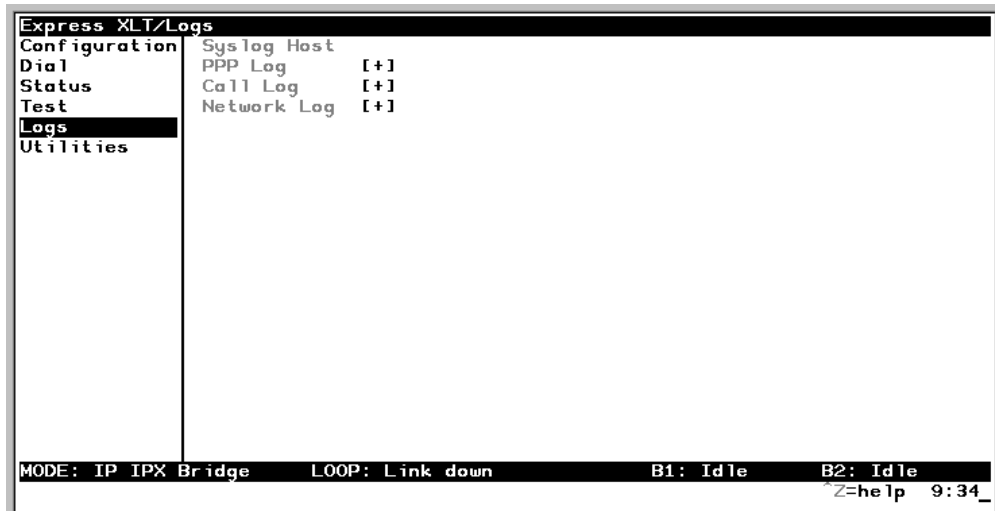 Express XLT/Logs
Configuration
Dial
Status
Test
Logs
Utilities
Syslog Host
PPP Log [+]
Call Log [+]
Network Log [+]
MODE: IP IPX Bridge LOOP: Link down B1: Idle B2: Idle
^Z=help 9:34_